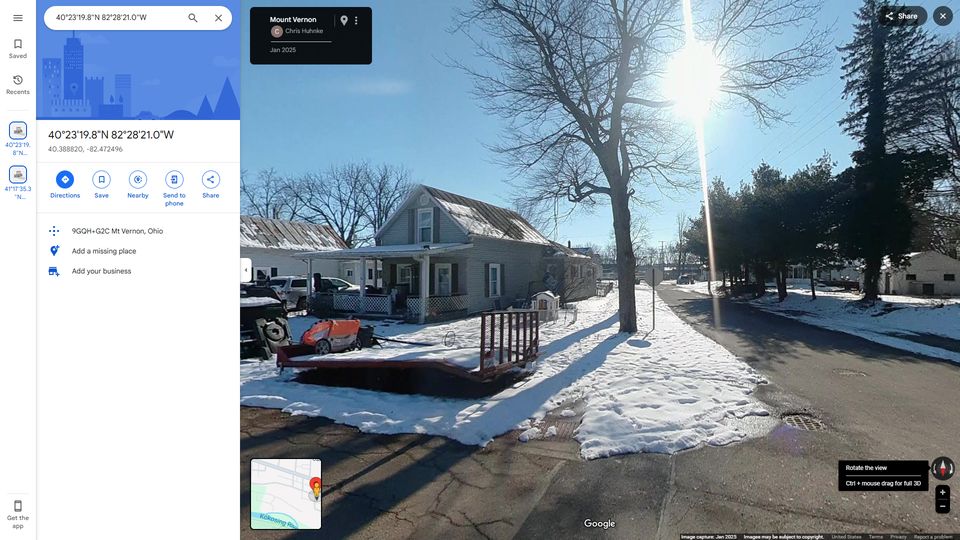 40°23'19.8"N 82°28'21.0"W
Saved
Recents
40°23'19.
8"N...
41°11'35.3
"N...
Get the
app
40°23'19.8"N 82°28'21.0"W
40.388820, -82.472496
Directions
Save
Nearby
Send to
phone
Share
9GQH+G2C Mt Vernon, Ohio
Add a missing place
Add your business
Mount Vernon
C
Chris Huhnke
Jan 2025
Share
Kokosing Ri
Rotate the view
Ctrl + mouse drag for full 3D
Google
Image capture: Jan 2025
Images may be subject to copyright.
United States
Terms
Privacy
Report a problem